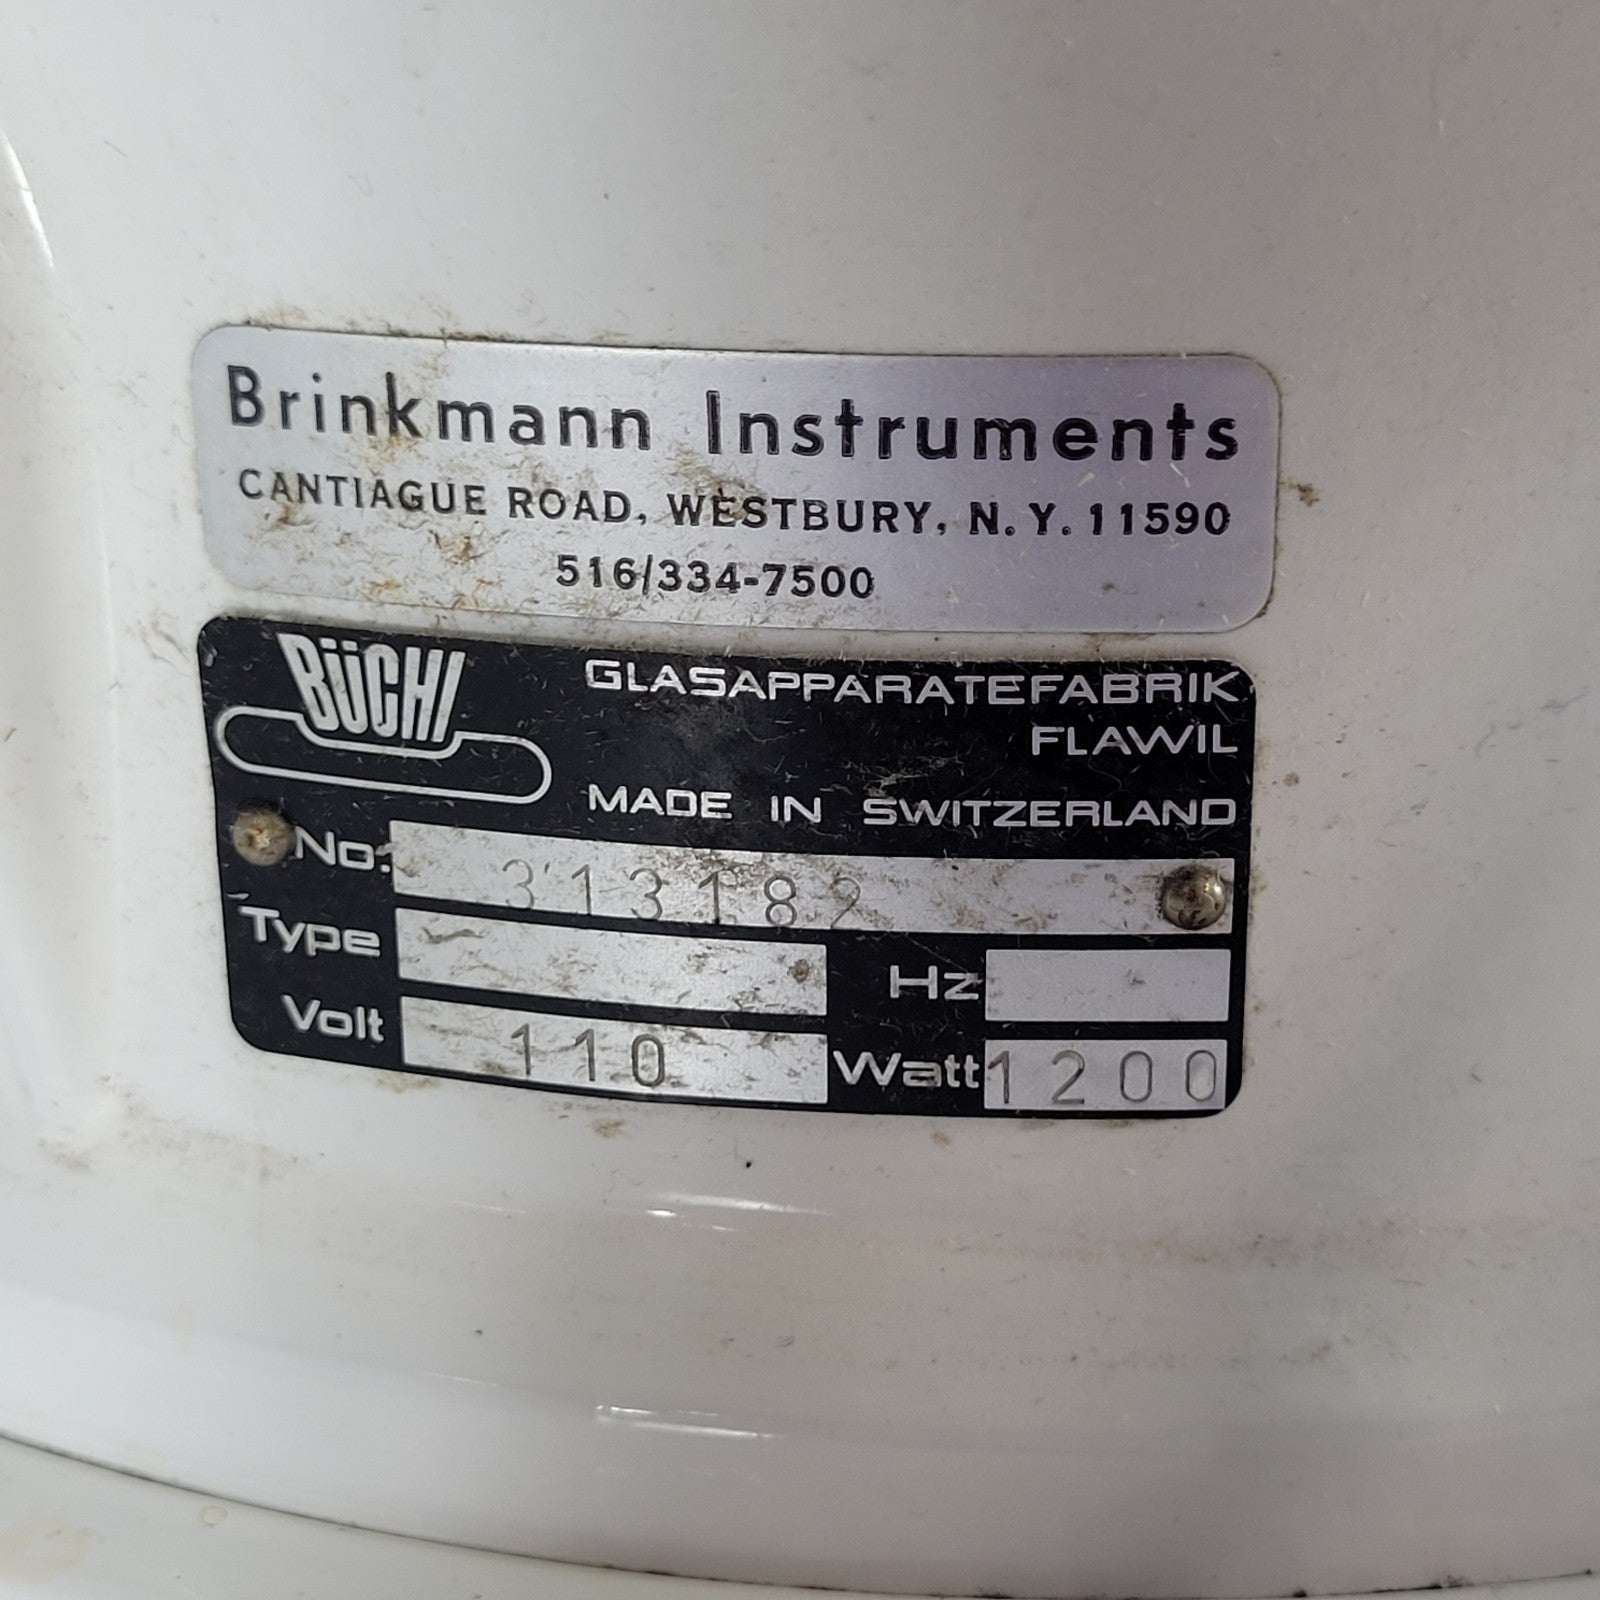 Brinkmann Instruments
CANTIAGUE ROAD, WESTBURY, N.Y. 11590
516/334-7500
BÜCHI
GLASAPPARATEFABRIK
FLAWIL
MADE IN SWITZERLAND
No. 313182
Type
Hz
Volt 110
Watt 1200